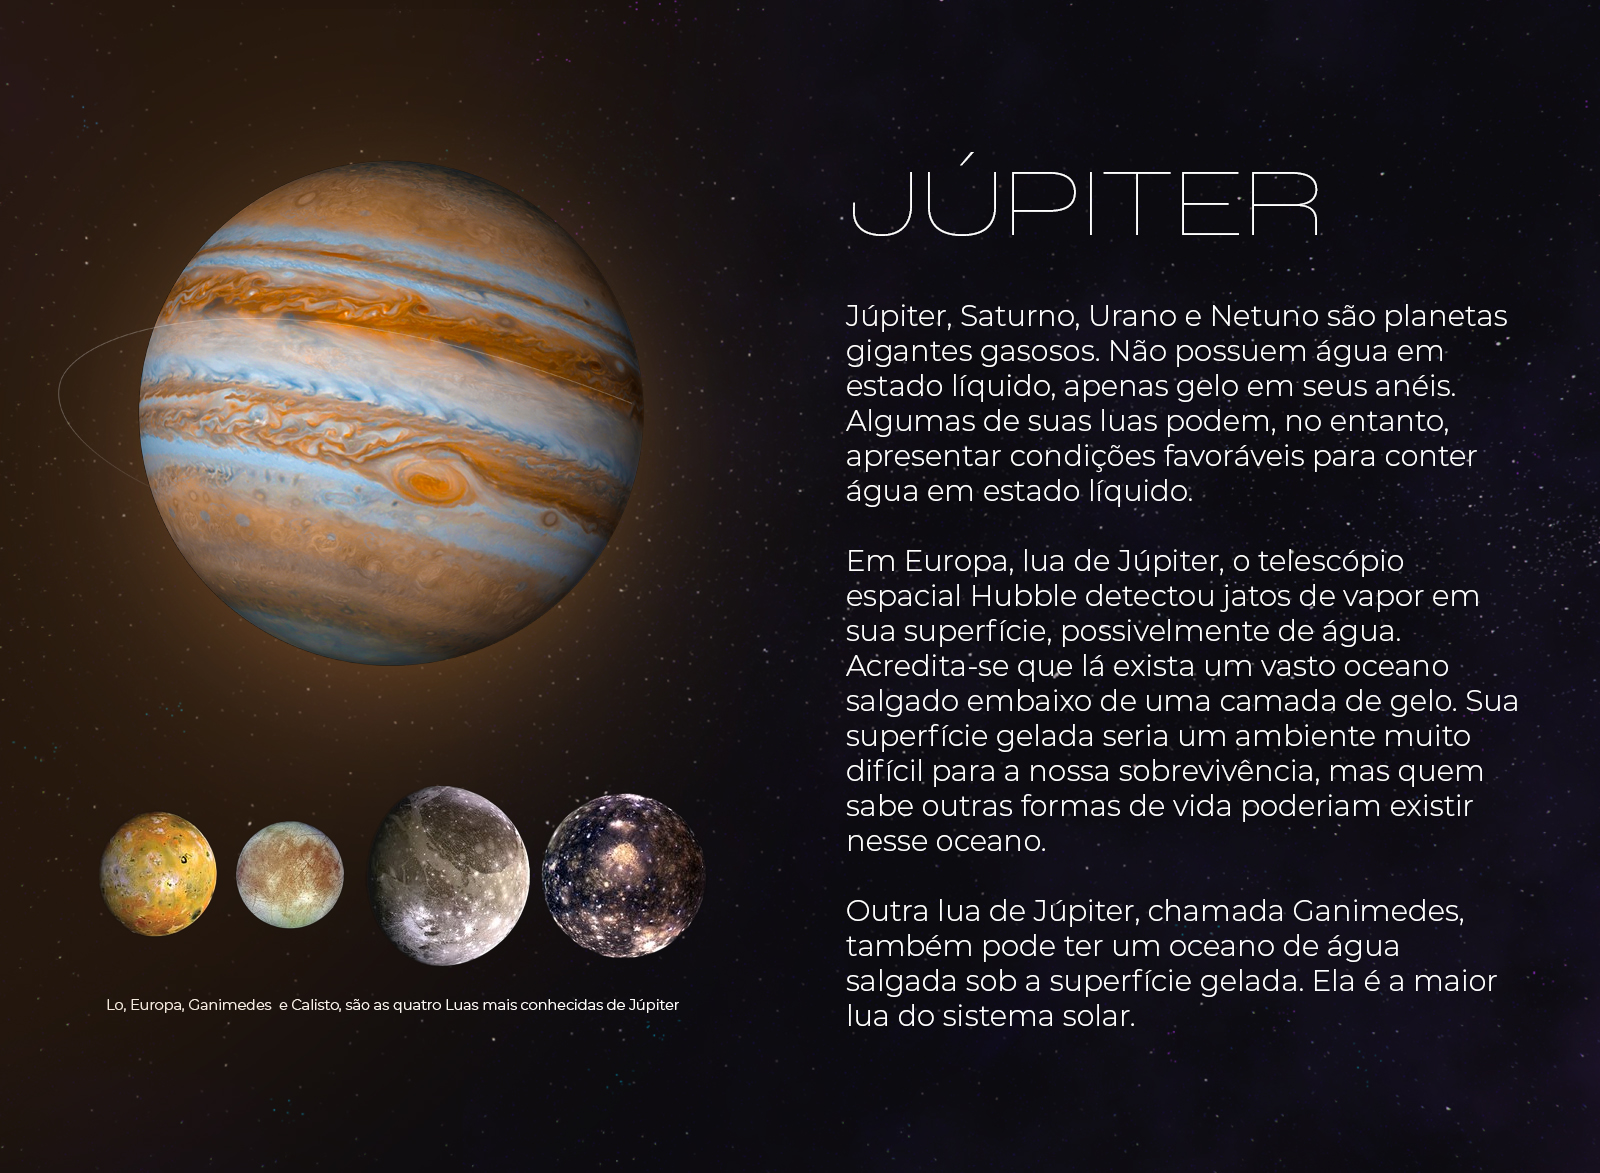 JÚPITER
Júpiter, Saturno, Urano e Netuno são planetas
gigantes gasosos. Não possuem água em
estado líquido, apenas gelo em seus anéis.
Algumas de suas luas podem, no entanto,
apresentar condições favoráveis para conter
água em estado líquido.
Em Europa, lua de Júpiter, o telescópio
espacial Hubble detectou jatos de vapor em
sua superfície, possivelmente de água.
Acredita-se que lá exista um vasto oceano
salgado embaixo de uma camada de gelo. Sua
superfície gelada seria um ambiente muito
difícil para a nossa sobrevivência, mas quem
sabe outras formas de vida poderiam existir
nesse oceano.
Outra lua de Júpiter, chamada Ganimedes,
também pode ter um oceano de água
salgada sob a superfície gelada. Ela é a maior
lua do sistema solar.
Lo, Europa, Ganimedes e Calisto, são as quatro Luas mais conhecidas de Júpiter